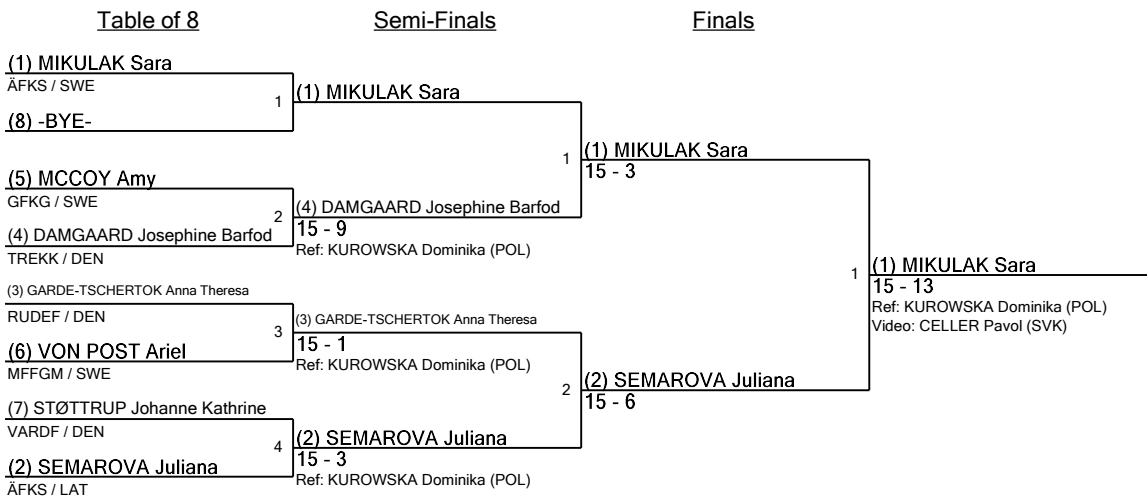 Table of 8
Semi-Finals
Finals
(1) MIKULAK Sara
ÄFKS / SWE
1
(8) -BYE-
(5) MCCOY Amy
GFKG / SWE
2
(4) DAMGAARD Josephine Barfod
TREKK / DEN
(3) GARDE-TSCHERTOK Anna Theresa
RUDEF / DEN
3
(6) VON POST Ariel
MFFGM / SWE
(7) STØTTRUP Johanne Kathrine
VARDF / DEN
4
(2) SEMAROVA Juliana
ÄFKS / LAT
(1) MIKULAK Sara
1
(4) DAMGAARD Josephine Barfod
15 - 9
Ref: KUROWSKA Dominika (POL)
(3) GARDE-TSCHERTOK Anna Theresa
15 - 1
Ref: KUROWSKA Dominika (POL)
2
(2) SEMAROVA Juliana
15 - 3
Ref: KUROWSKA Dominika (POL)
(1) MIKULAK Sara
15 - 3
1
(2) SEMAROVA Juliana
15 - 6
(1) MIKULAK Sara
15 - 13
Ref: KUROWSKA Dominika (POL)
Video: CELLER Pavol (SVK)